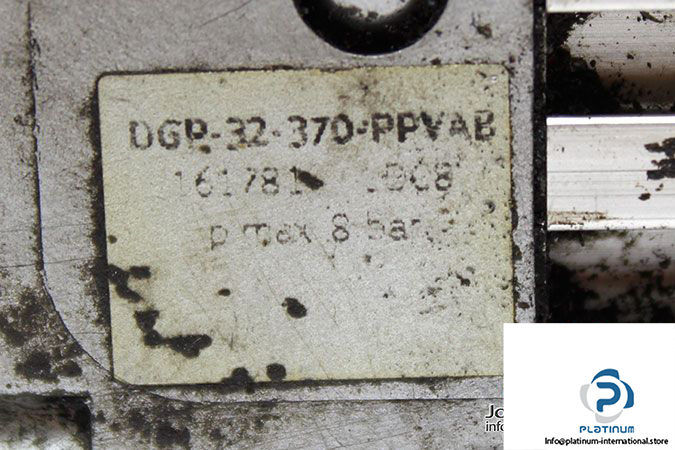 DGP-32-370-PPVAB
p max 8 bar
PLATINUM
Info@platinum-international.store